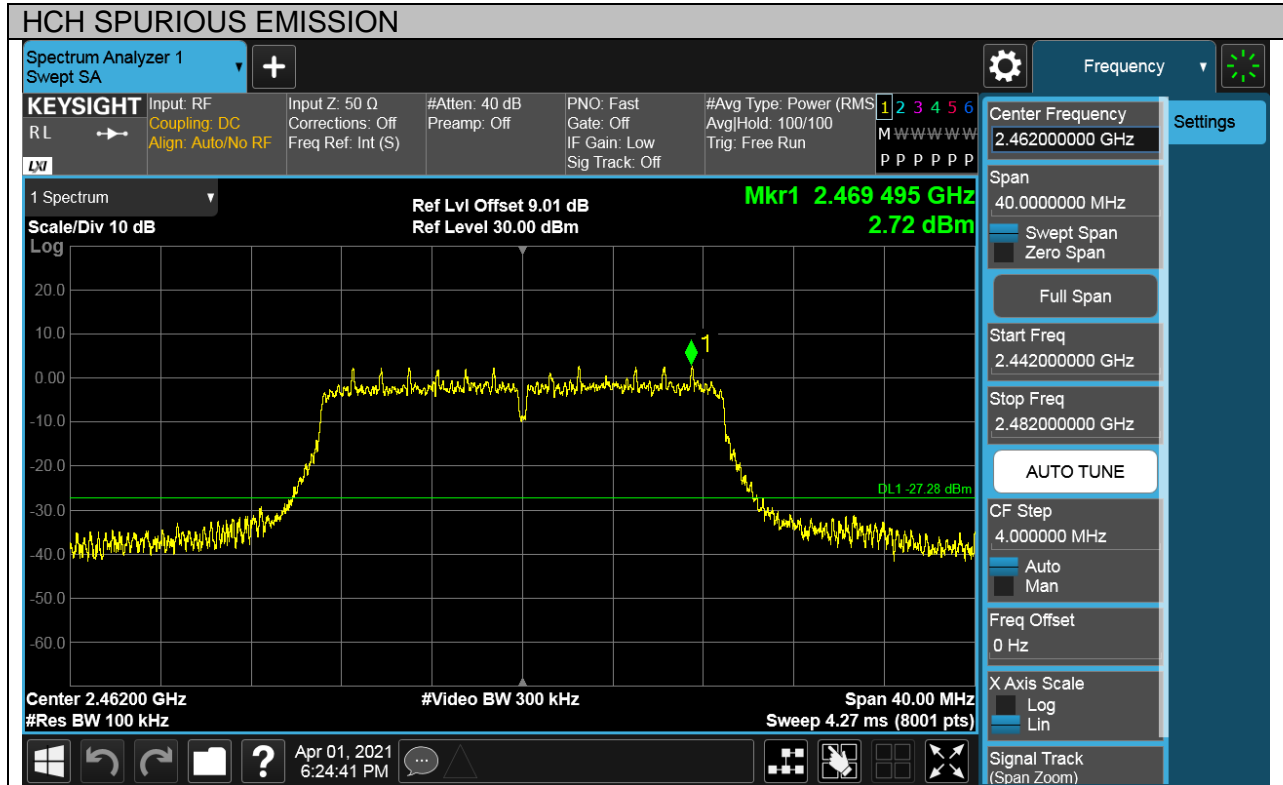 HCH SPURIOUS EMISSION
Spectrum Analyzer 1
Swept SA
Frequency
KEYSIGHT
RL
LXI
Input: RF
Coupling: DC
Align: Auto/No RF
Input Z: 50 Ω
Corrections: Off
Freq Ref: Int (S)
#Atten: 40 dB
Preamp: Off
PNO: Fast
Gate: Off
IF Gain: Low
Sig Track: Off
#Avg Type: Power (RMS
Avg|Hold: 100/100
Trig: Free Run
1 2 3 4 5 6
M W W W W W
P P P P P P
1 Spectrum
Scale/Div 10 dB
Log
Ref Lvl Offset 9.01 dB
Ref Level 30.00 dBm
Mkr1 2.469 495 GHz
2.72 dBm
20.0
10.0
0.00
-10.0
-20.0
-30.0
-40.0
-50.0
-60.0
1
DL1 -27.28 dBm
Center 2.46200 GHz
#Res BW 100 kHz
#Video BW 300 kHz
Span 40.00 MHz
Sweep 4.27 ms (8001 pts)
Apr 01, 2021
6:24:41 PM
?
Center Frequency
2.462000000 GHz
Settings
Span
40.0000000 MHz
Swept Span
Zero Span
Full Span
Start Freq
2.442000000 GHz
Stop Freq
2.482000000 GHz
AUTO TUNE
CF Step
4.000000 MHz
Auto
Man
Freq Offset
0 Hz
X Axis Scale
Log
Lin
Signal Track
(Span Zoom)